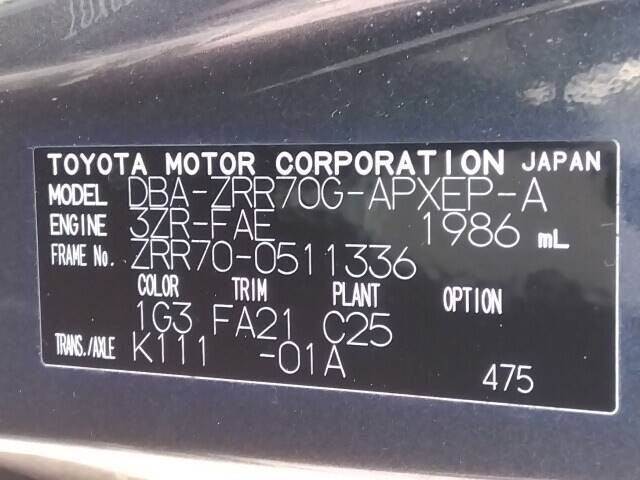 TOYOTA MOTOR CORPORATION JAPAN
MODEL DBA-ZRR70G-APXEP-A
ENGINE 3ZR-FAE 1986 mL
FRAME No. ZRR70-0511336
COLOR TRIM PLANT OPTION
1G3 FA21 C25
TRANS./AXLE K111 -01A
475